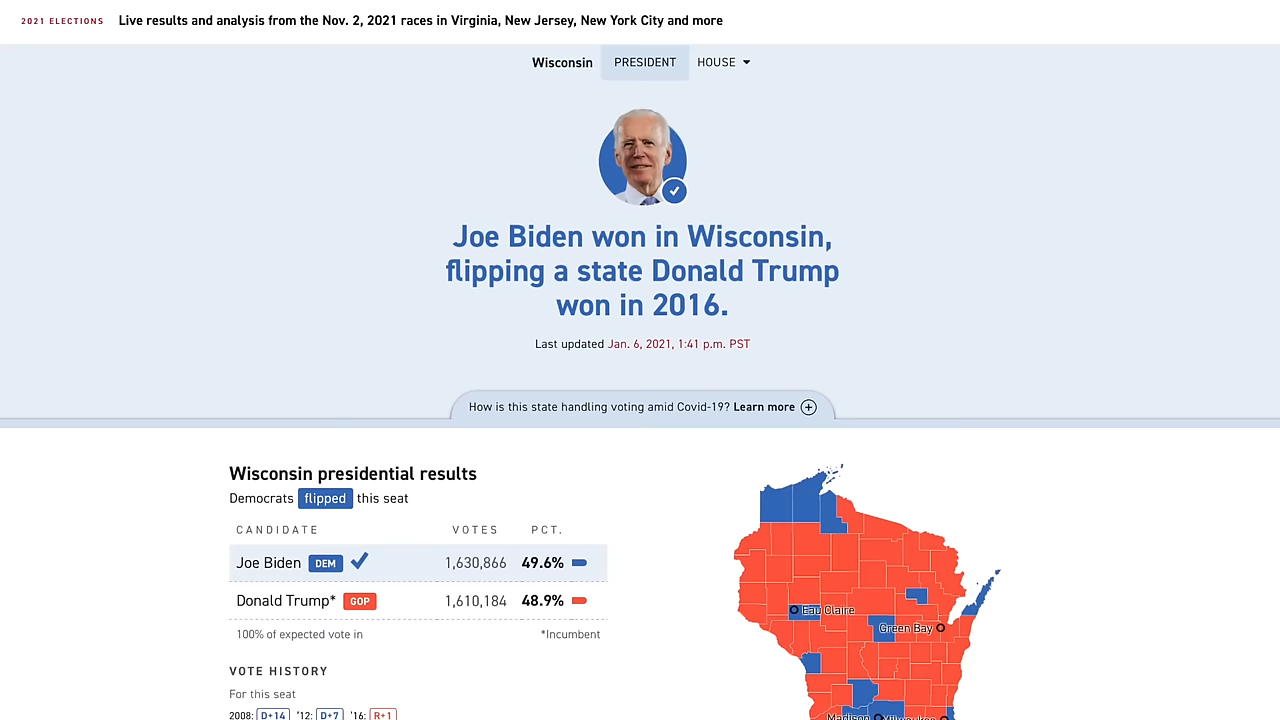 2021 ELECTIONS Live results and analysis from the Nov. 2, 2021 races in Virginia, New Jersey, New York City and more
Wisconsin PRESIDENT HOUSE
Joe Biden won in Wisconsin,
flipping a state Donald Trump
won in 2016.
Last updated Jan. 6, 2021, 1:41 p.m. PST
How is this state handling voting amid Covid-19? Learn more
Wisconsin presidential results
Democrats flipped this seat
CANDIDATE VOTES PCT.
Joe Biden DEM 1,630,866 49.6%
Donald Trump* GOP 1,610,184 48.9%
100% of expected vote in *Incumbent
VOTE HISTORY
For this seat
2008: D+14 '12: D+7 '16: R+1
Eau Claire
Green Bay
Madison Milwaukee